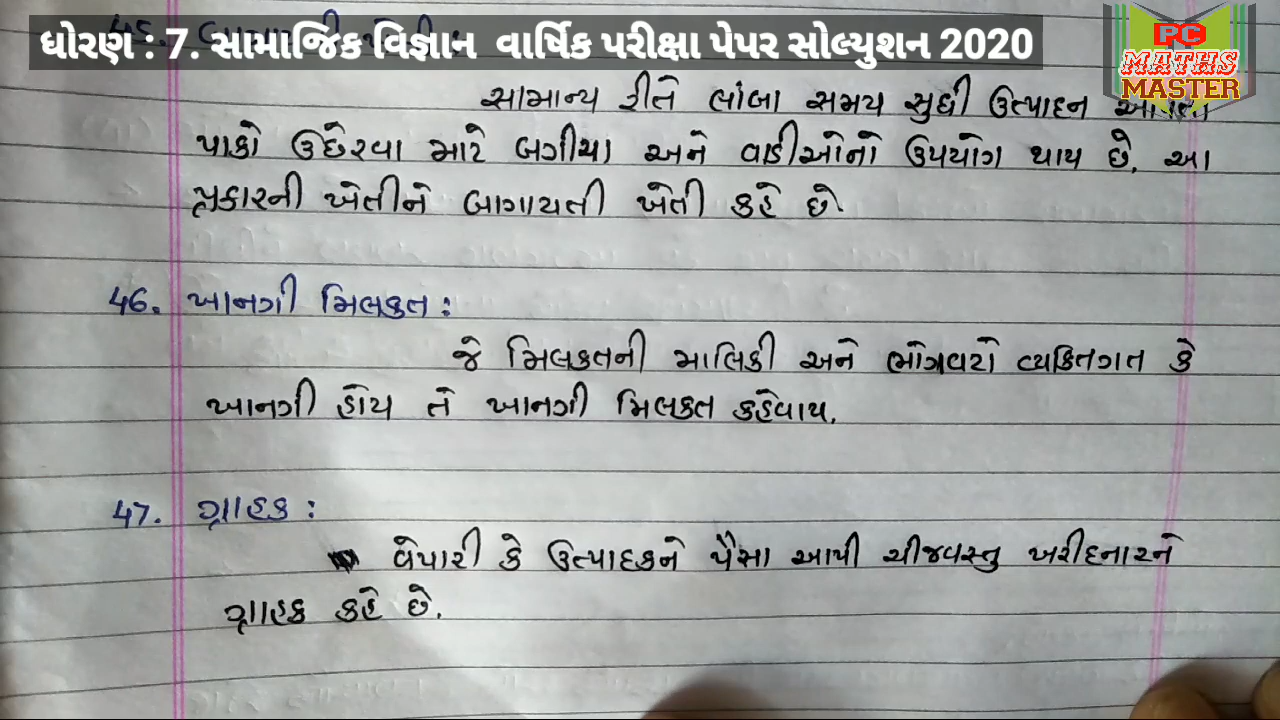 ધોરણ : 7. સામાજિક વિજ્ઞાન વાર્ષિક પરીક્ષા પેપર સોલ્યુશન 2020
PC
MATHS
MASTER
45.
સામાન્ય રીતે લાંબા સમય સુધી ઉત્પાદન
પાકો ઉછેરવા માટે બગીચા અને વાડીઓનો ઉપયોગ થાય છે. આ
પ્રકારની ખેતીને બાગાયતી ખેતી કહે છે.
46. ખાનગી મિલકત :
જે મિલકતની માલિકી અને ભોગવટો વ્યકિતગત કે
ખાનગી હોય તે ખાનગી મિલકત કહેવાય.
47. ગ્રાહક :
વેપારી કે ઉત્પાદકને પૈસા આપી ચીજવસ્તુ ખરીદનારને
ગ્રાહક કહે છે.